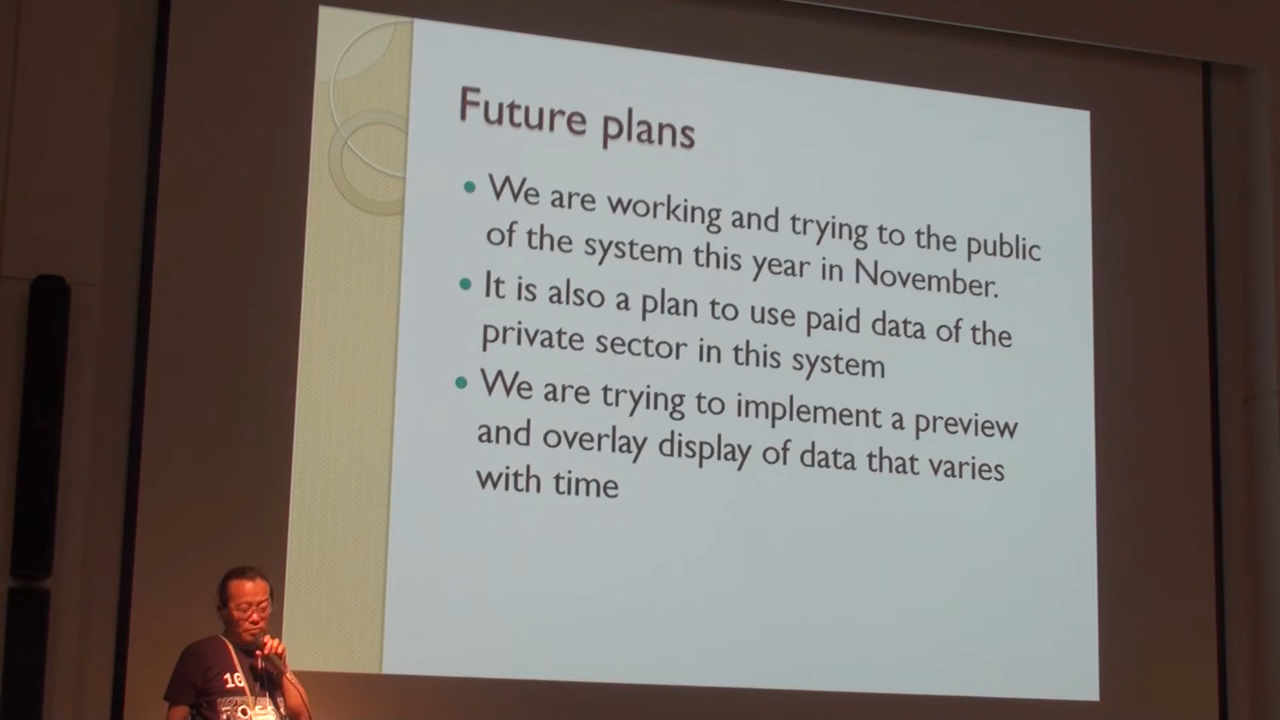 Future plans
We are working and trying to the public
of the system this year in November.
It is also a plan to use paid data of the
private sector in this system
We are trying to implement a preview
and overlay display of data that varies
with time
16